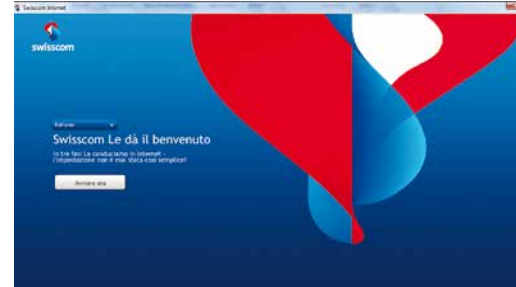 Swisscom Internet
swisscom
Italiano
Swisscom Le dà il benvenuto
In tre fasi La conduciamo in Internet -
l'impostazione non è mai stata così semplice!
Avviare ora